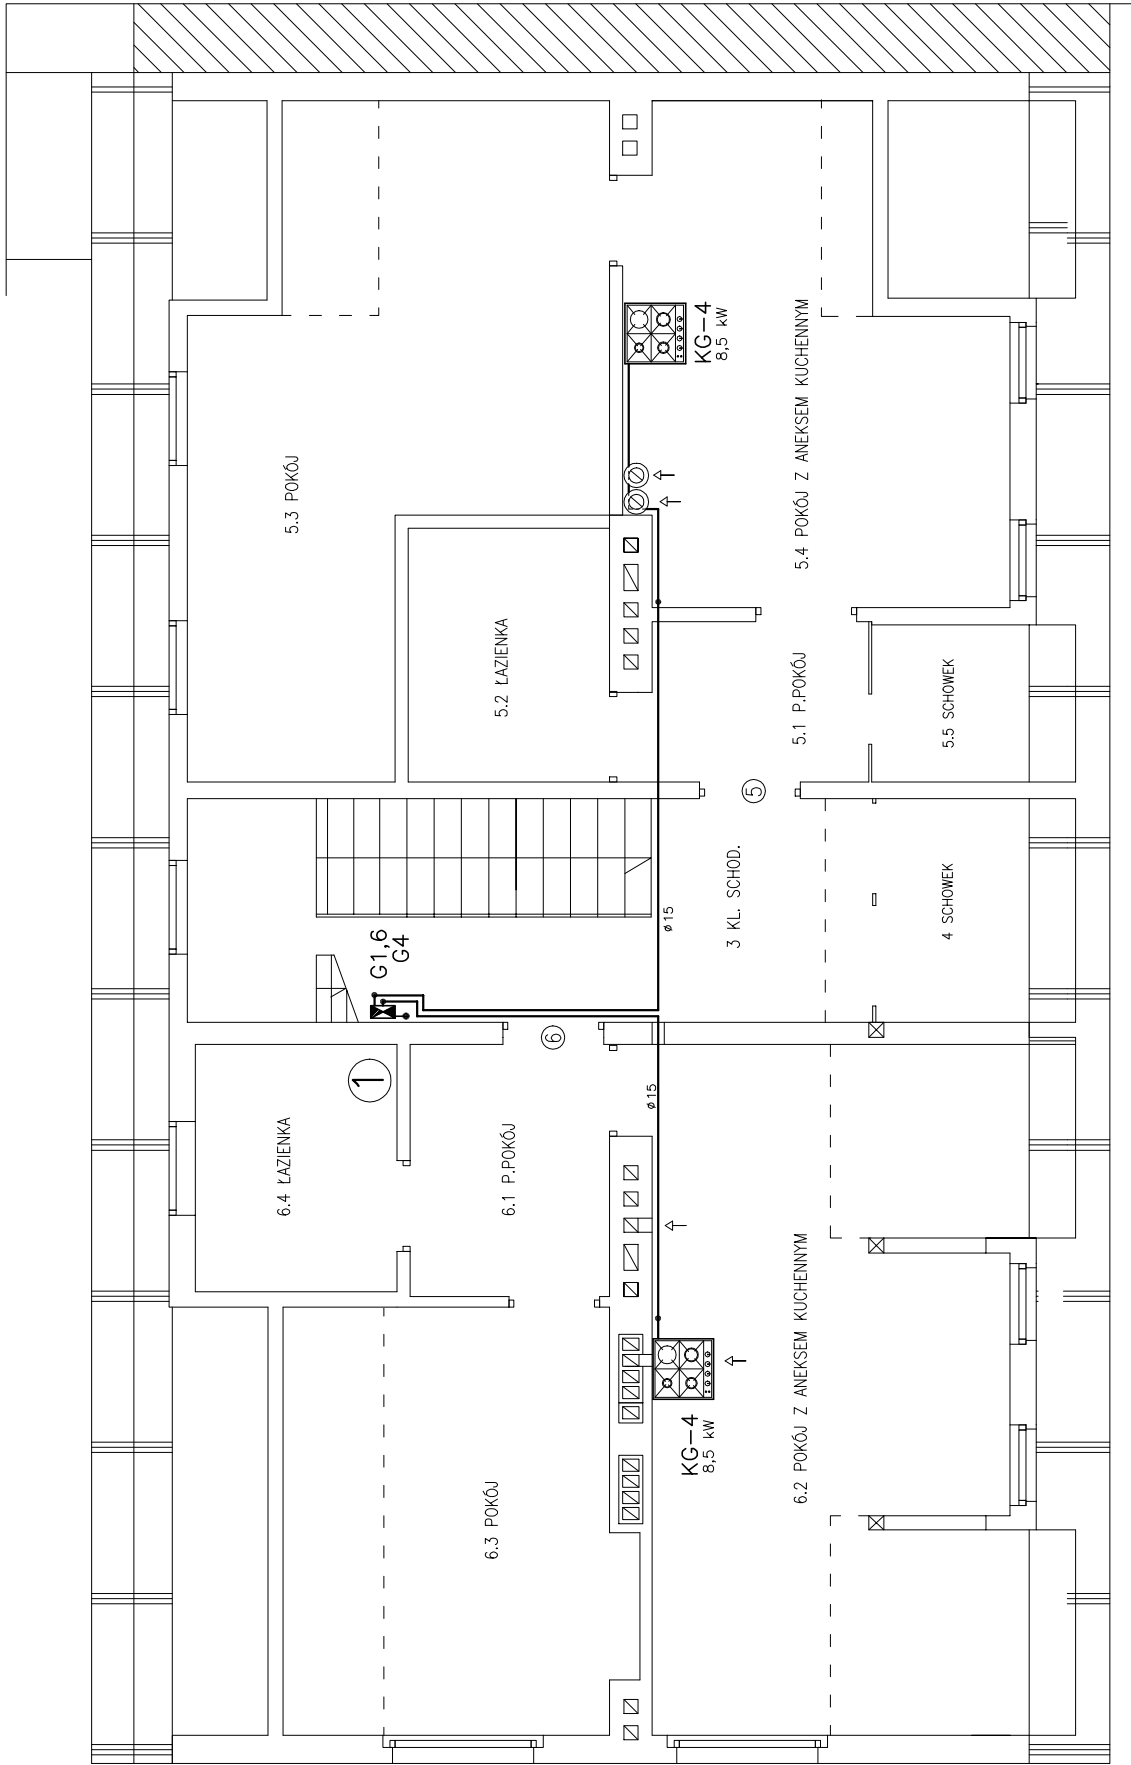 5.3 POKÓJ
5.2 ŁAZIENKA
KG-4
8,5 kW
5.4 POKÓJ Z ANEKSEM KUCHENNYM
5.1 P.POKÓJ
5.5 SCHOWEK
5
3 KL. SCHOD.
4 SCHOWEK
G1,6
G4
ø15
6
1
ø15
6.4 ŁAZIENKA
6.1 P.POKÓJ
6.3 POKÓJ
KG-4
8,5 kW
6.2 POKÓJ Z ANEKSEM KUCHENNYM